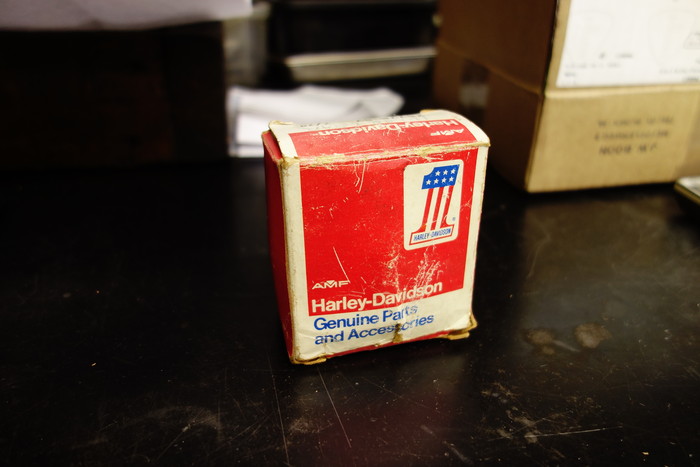 Harley-Davidson
AMF
HARLEY-DAVIDSON
AMF
Harley-Davidson
Genuine Parts
and Accessories